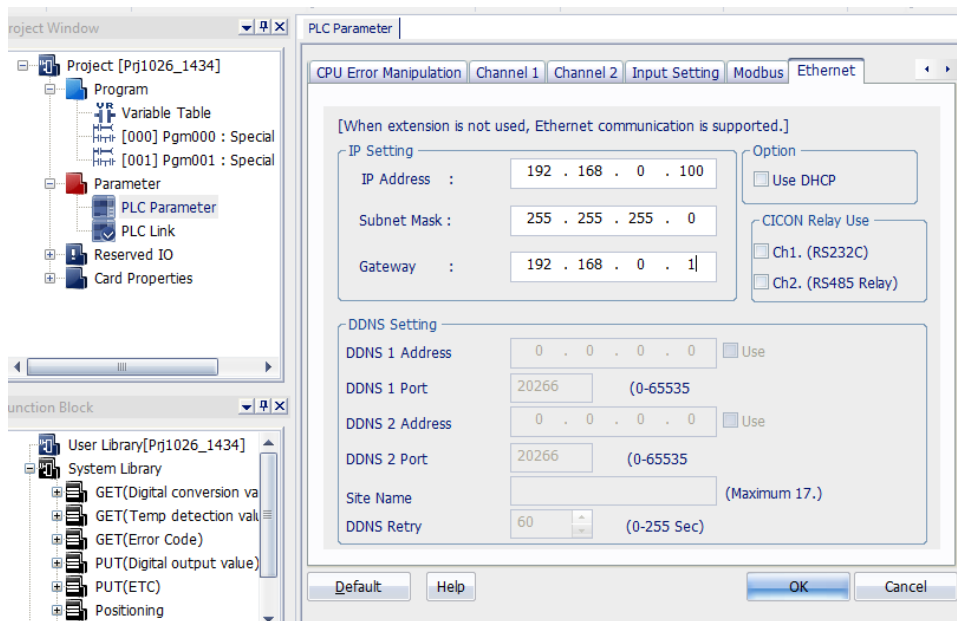 roject Window
Project [Prj1026_1434]
Program
Variable Table
[000] Pgm000 : Special
[001] Pgm001 : Special
Parameter
PLC Parameter
PLC Link
Reserved IO
Card Properties
unction Block
User Library[Prj1026_1434]
System Library
GET(Digital conversion va
GET(Temp detection valu
GET(Error Code)
PUT(Digital output value)
PUT(ETC)
Positioning
PLC Parameter
CPU Error Manipulation Channel 1 Channel 2 Input Setting Modbus Ethernet
[When extension is not used, Ethernet communication is supported.]
IP Setting
IP Address : 192 . 168 . 0 . 100
Subnet Mask : 255 . 255 . 255 . 0
Gateway : 192 . 168 . 0 . 1
Option
Use DHCP
CICON Relay Use
Ch1. (RS232C)
Ch2. (RS485 Relay)
DDNS Setting
DDNS 1 Address 0 . 0 . 0 . 0 Use
DDNS 1 Port 20266 (0-65535
DDNS 2 Address 0 . 0 . 0 . 0 Use
DDNS 2 Port 20266 (0-65535
Site Name (Maximum 17.)
DDNS Retry 60 (0-255 Sec)
Default Help OK Cancel